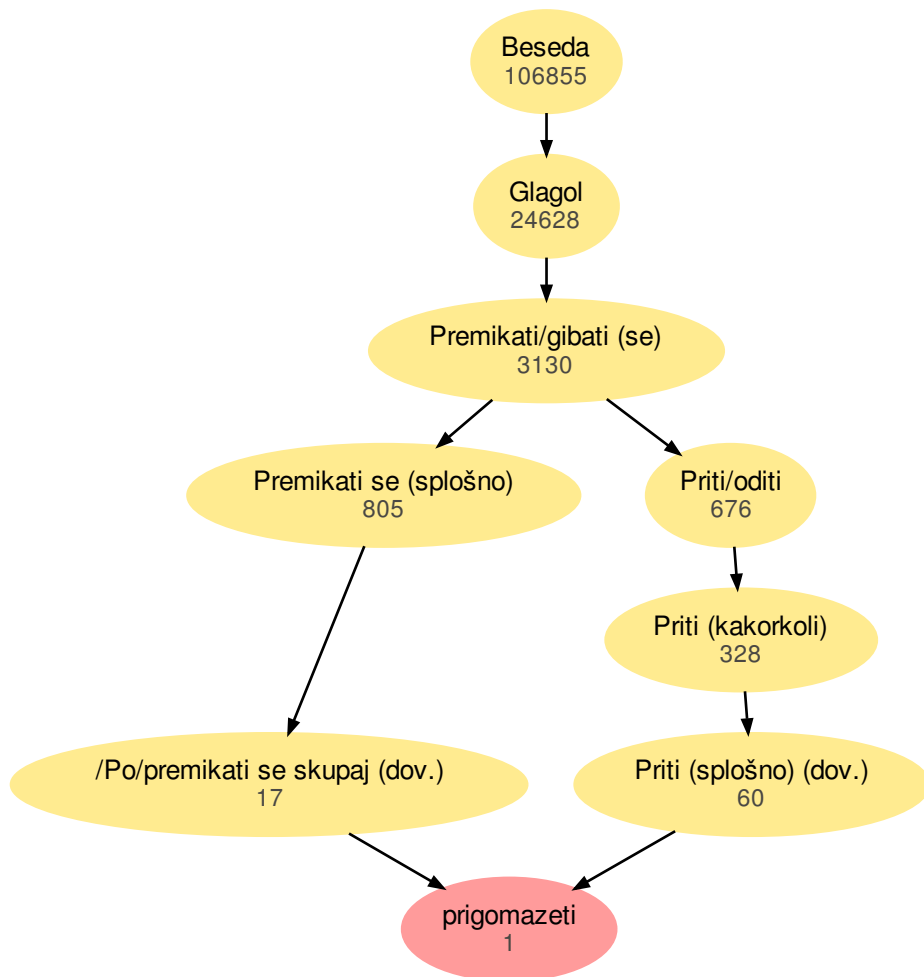 Beseda
106855
Glagol
24628
Premikati/gibati (se)
3130
Premikati se (splošno)
805
Priti/oditi
676
Priti (kakorkoli)
328
/Po/premikati se skupaj (dov.)
17
Priti (splošno) (dov.)
60
prigomazeti
1